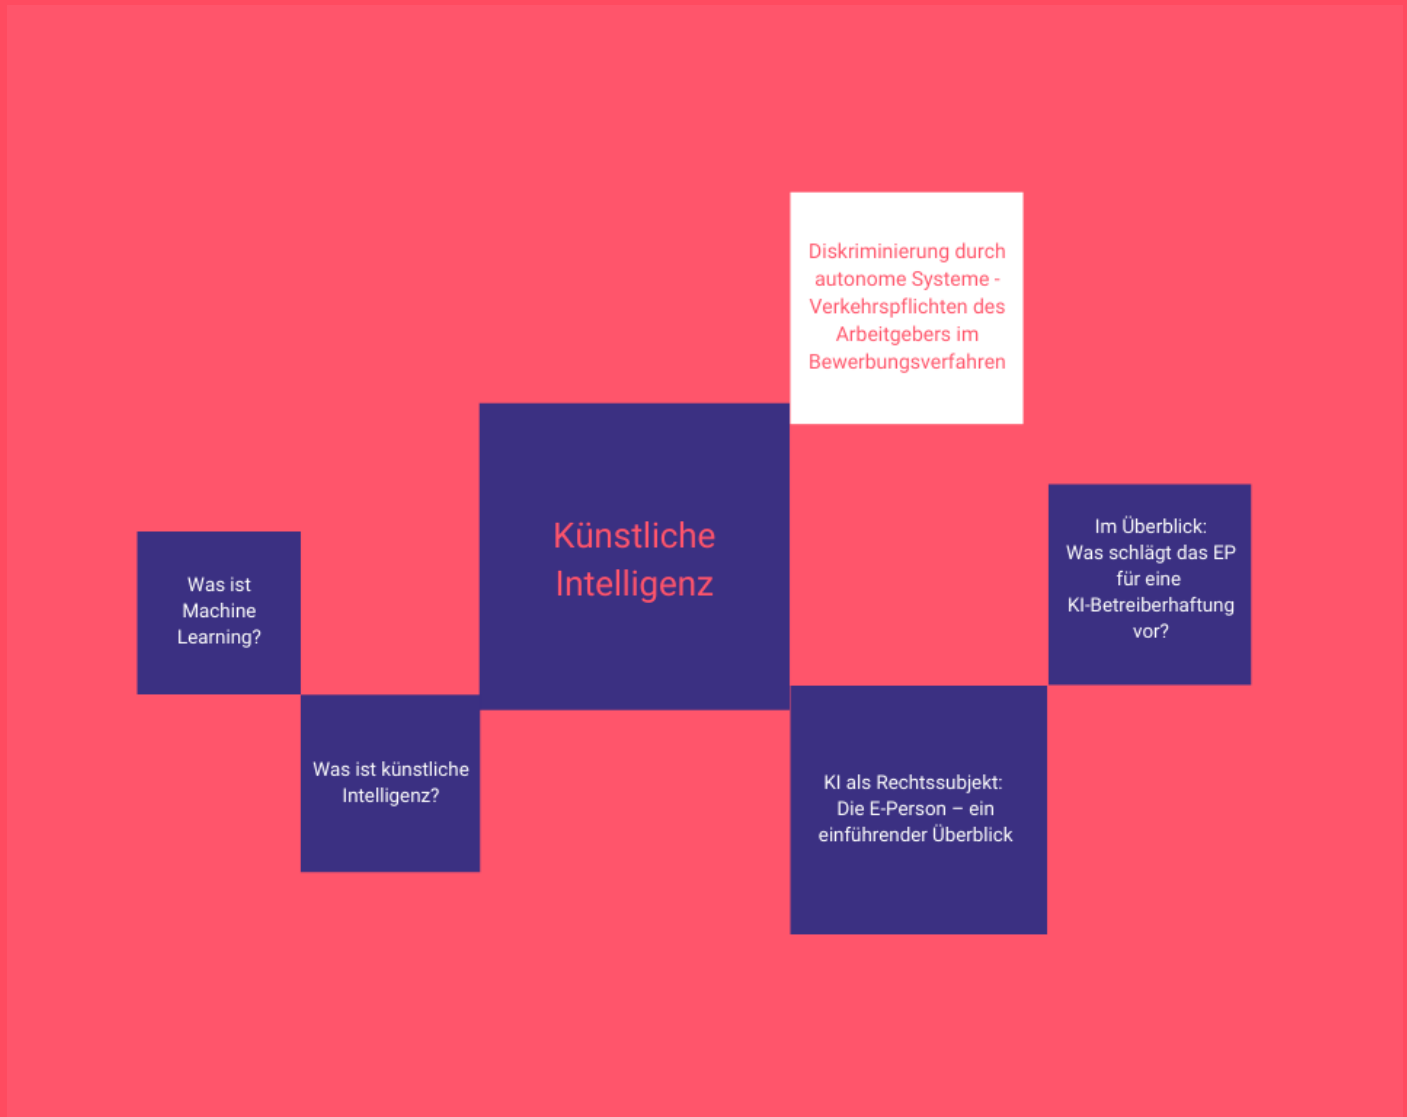 Diskriminierung durch
autonome Systeme -
Verkehrspflichten des
Arbeitgebers im
Bewerbungsverfahren
Künstliche
Intelligenz
Im Überblick:
Was schlägt das EP
für eine
KI-Betreiberhaftung
vor?
Was ist
Machine
Learning?
Was ist künstliche
Intelligenz?
KI als Rechtssubjekt:
Die E-Person – ein
einführender Überblick